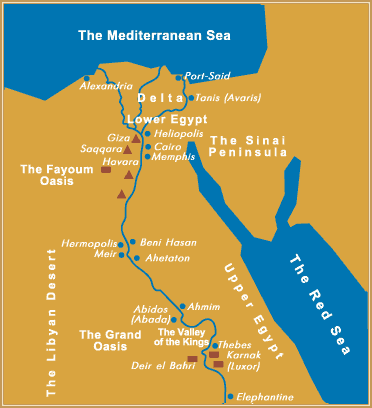 The Mediterranean Sea
Port-Said
Alexandria
Delta
Tanis (Avaris)
Lower Egypt
Giza
Heliopolis
Saqqara
Cairo
Havara
Memphis
The Sinai
Peninsula
The Fayoum
Oasis
Hermopolis
Beni Hasan
Meir
Ahetaton
The Libyan Desert
Upper Egypt
The Red Sea
Abidos
(Abada)
Ahmim
The Grand
Oasis
The Valley
of the Kings
Thebes
Karnak
(Luxor)
Deir el Bahri
Elephantine